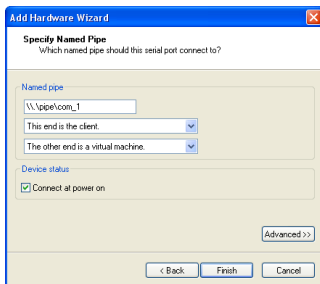 Add Hardware Wizard
Specify Named Pipe
Which named pipe should this serial port connect to?
Named pipe
\\.\pipe\com_1
This end is the client.
The other end is a virtual machine.
Device status
Connect at power on
Advanced >>
< Back
Finish
Cancel